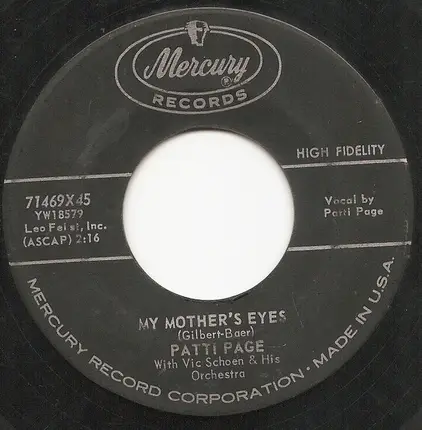 Mercury
RECORDS
HIGH FIDELITY
71469X45
YW18579
Leo Feist, Inc.
(ASCAP) 2:16
Vocal by
Patti Page
MY MOTHER'S EYES
(Gilbert-Baer)
PATTI PAGE
With Vic Schoen & His
Orchestra
MERCURY RECORD CORPORATION · MADE IN U.S.A.